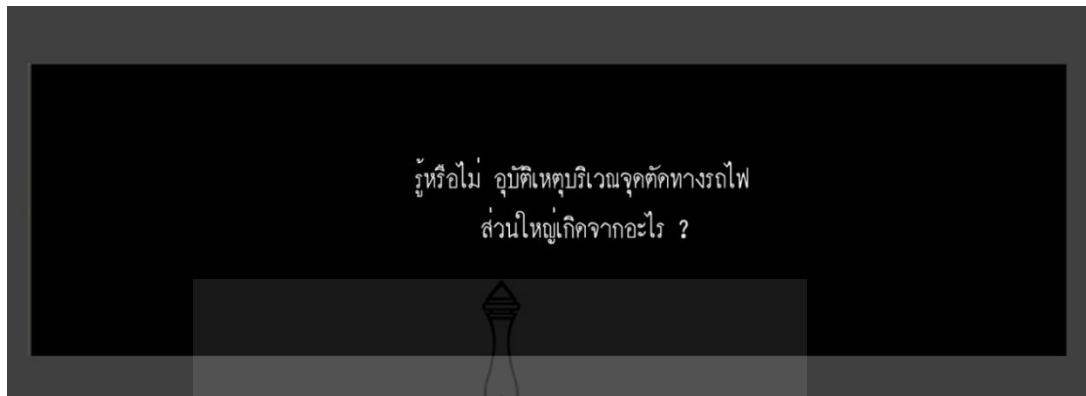 รู้หรือไม่ อุบัติเหตุบริเวณจุดตัดทางรถไฟ
ส่วนใหญ่เกิดจากอะไร ?